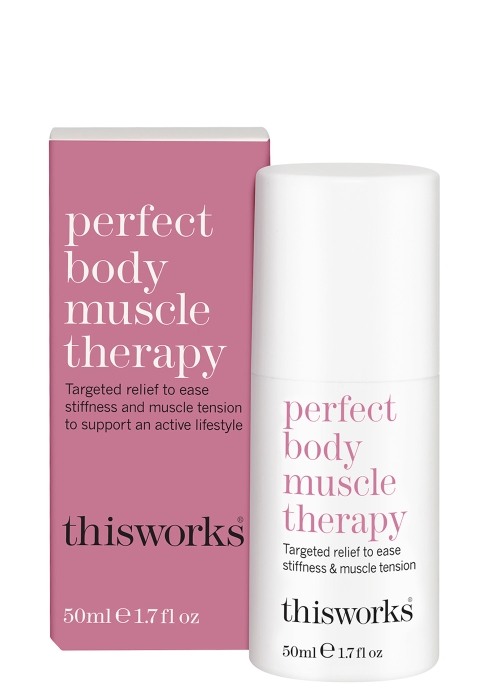 perfect
body
muscle
therapy
Targeted relief to ease
stiffness and muscle tension
to support an active lifestyle
thisworks®
50ml ℮ 1.7 fl oz
perfect
body
muscle
therapy
Targeted relief to ease
stiffness & muscle tension
thisworks®
50ml ℮ 1.7 fl oz